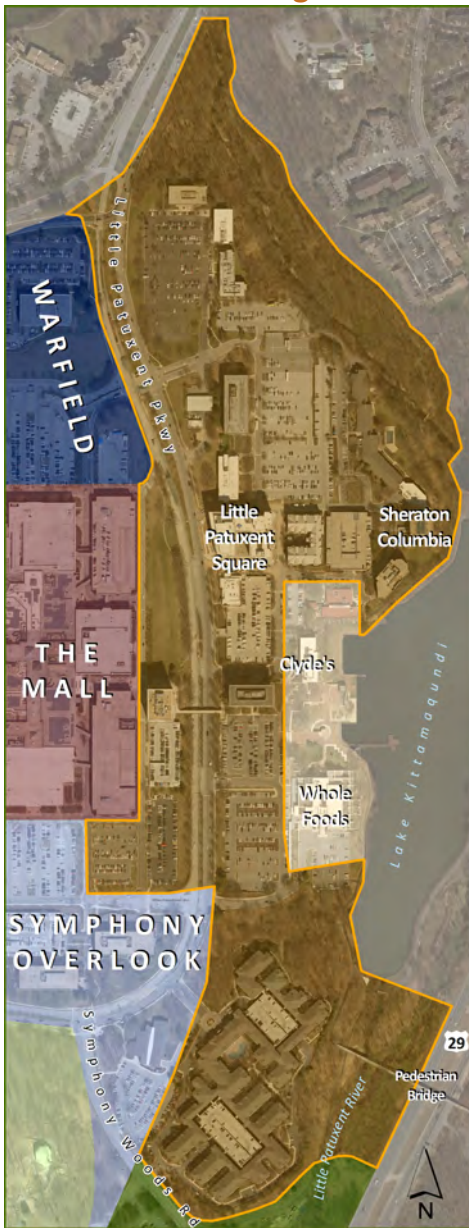 Little Patuxent Pkwy
WARFIELD
Little
Patuxent
Square
Sheraton
Columbia
THE
MALL
Clyde's
Lake Kittamaqundi
Whole
Foods
SYMPHONY
OVERLOOK
Symphony Woods Rd
29
Pedestrian
Bridge
Little Patuxent River
N